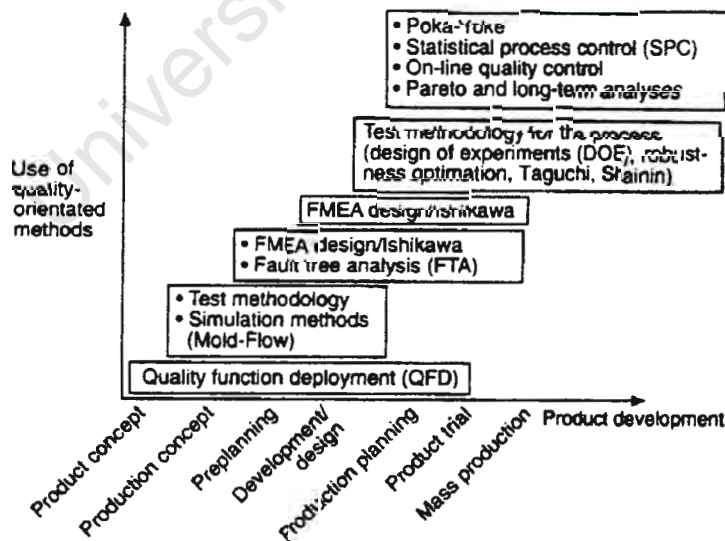 • Poka-Yoke
• Statistical process control (SPC)
• On-line quality control
• Pareto and long-term analyses
Test methodology for the process
(design of experiments (DOE), robust-
ness optimation, Taguchi, Shainin)
Use of
quality-
orientated
methods
FMEA design/Ishikawa
• FMEA design/Ishikawa
• Fault tree analysis (FTA)
• Test methodology
• Simulation methods
(Mold-Flow)
Quality function deployment (QFD)
Product development
Product concept
Production concept
Preplanning
Development/
design
Production planning
Product trial
Mass production
Universi